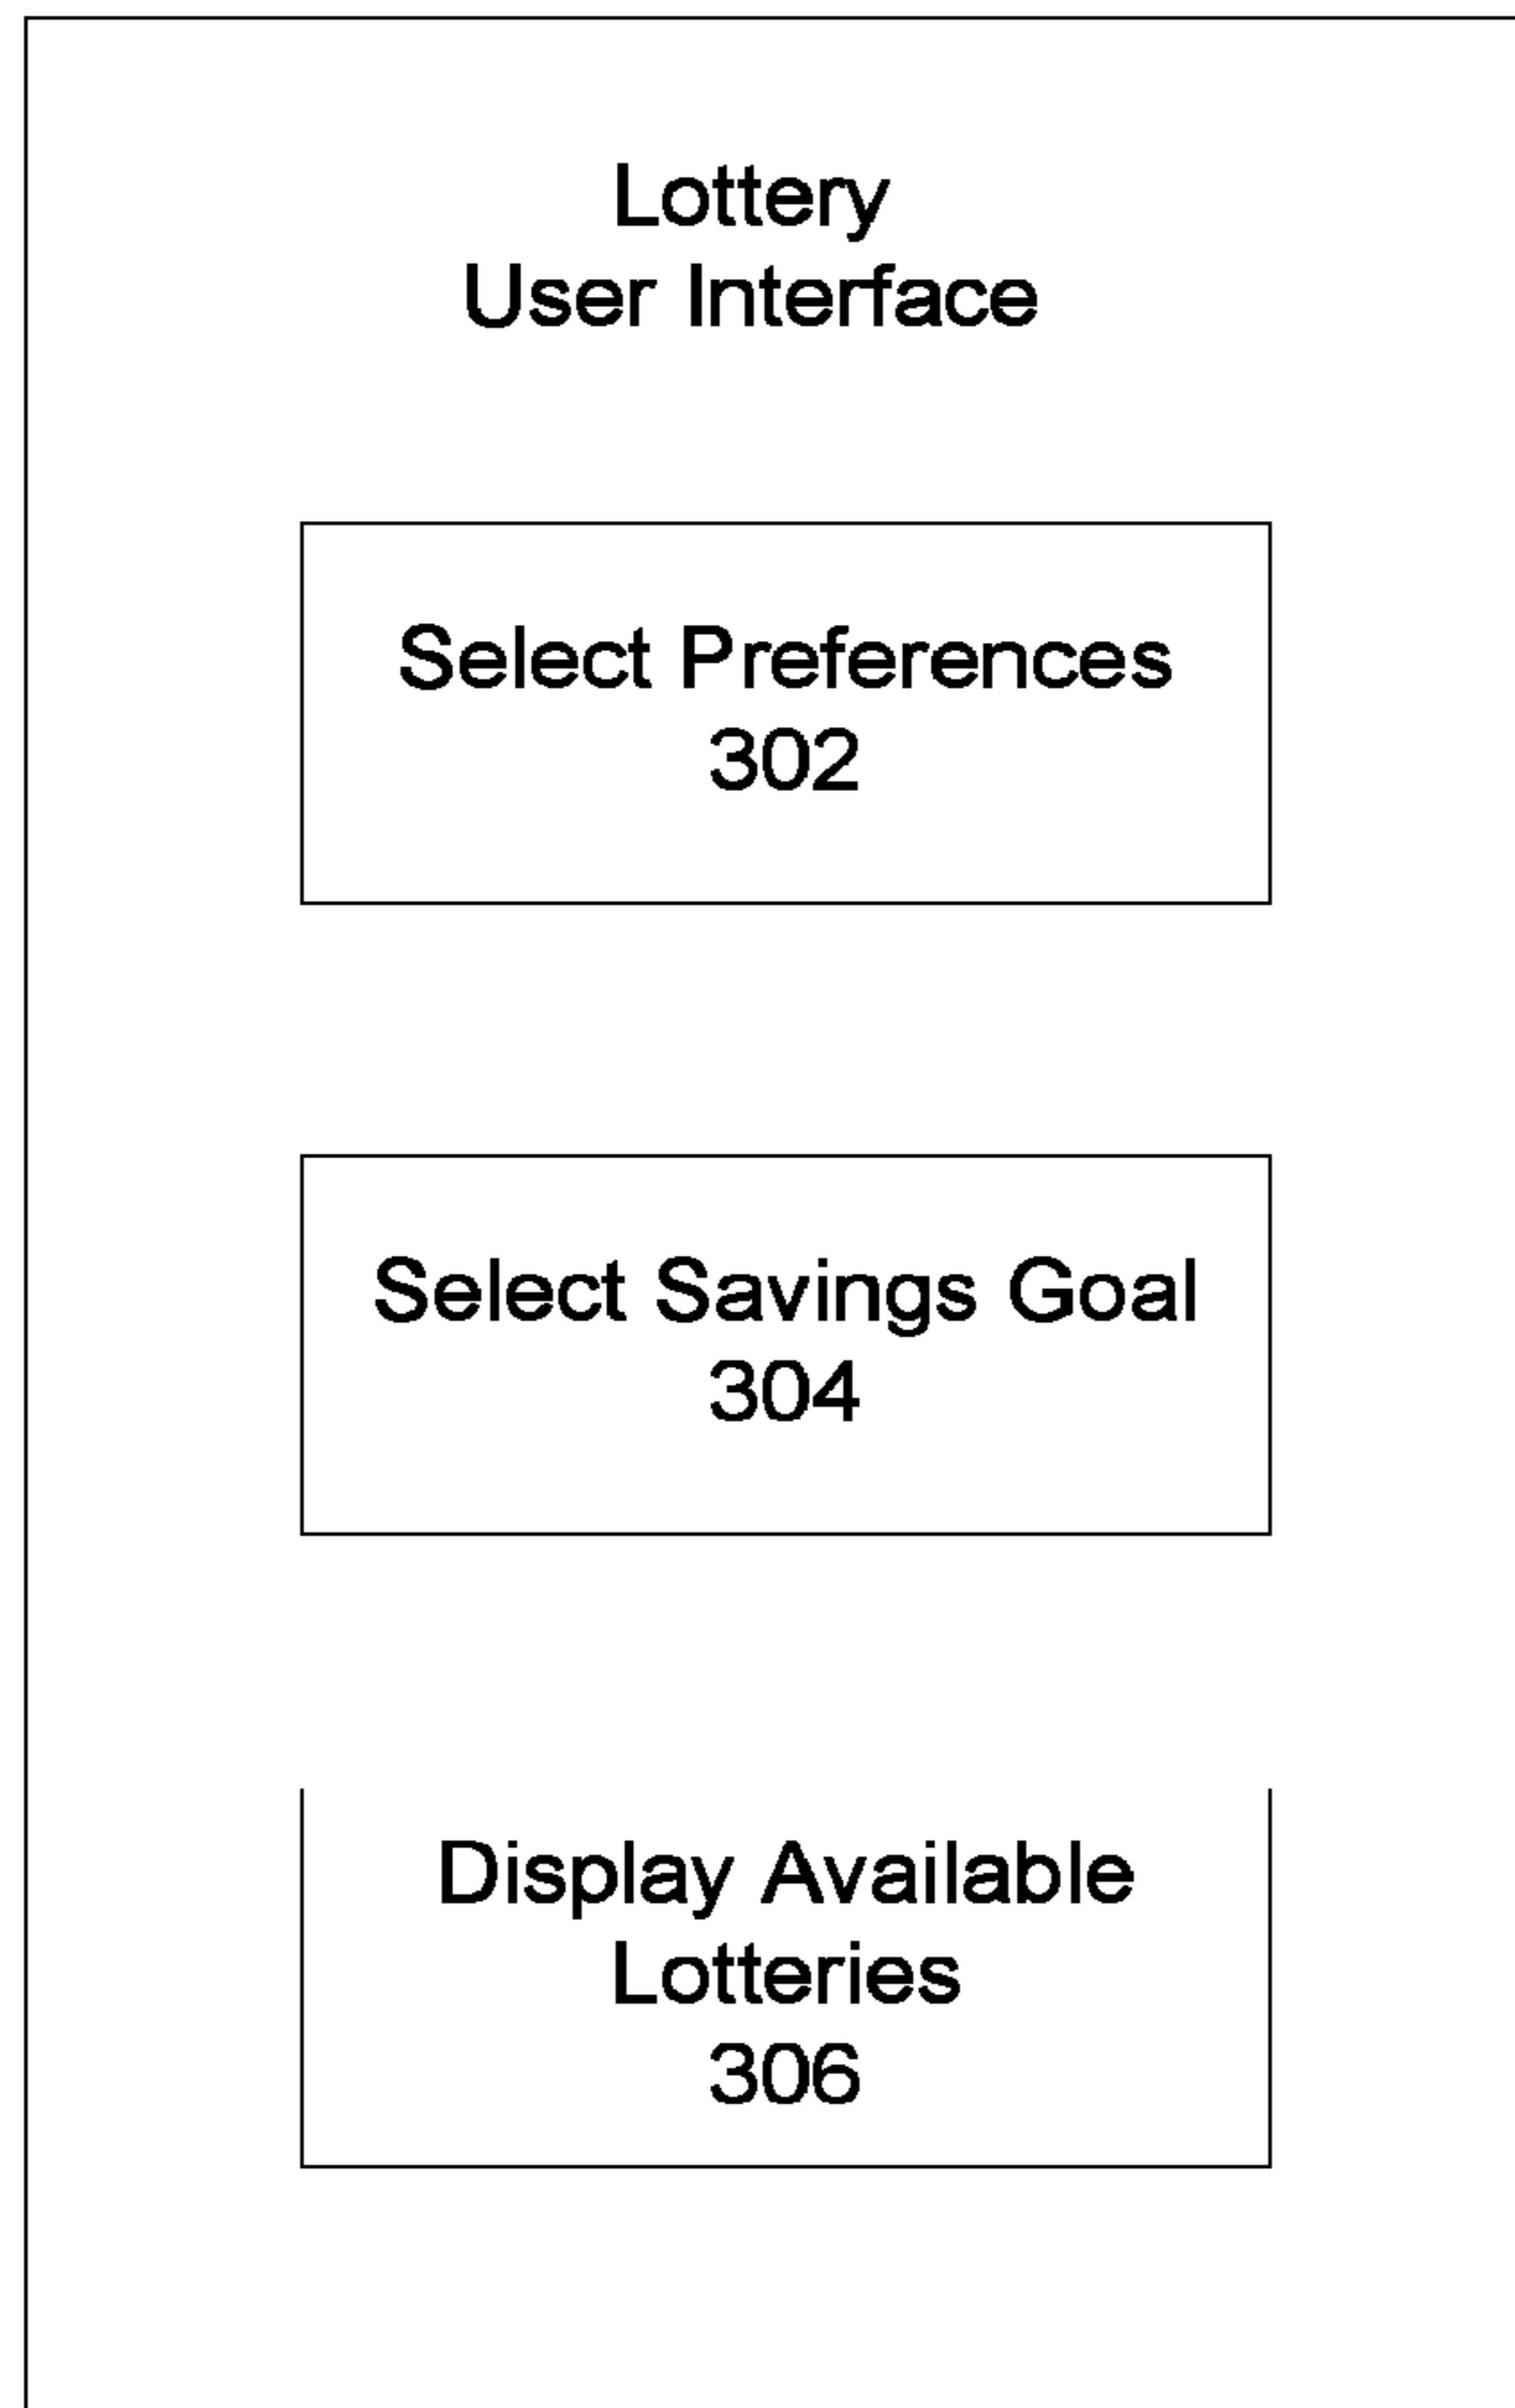 Lottery
User Interface
Select Preferences
302
Select Savings Goal
304
Display Available
Lotteries
306